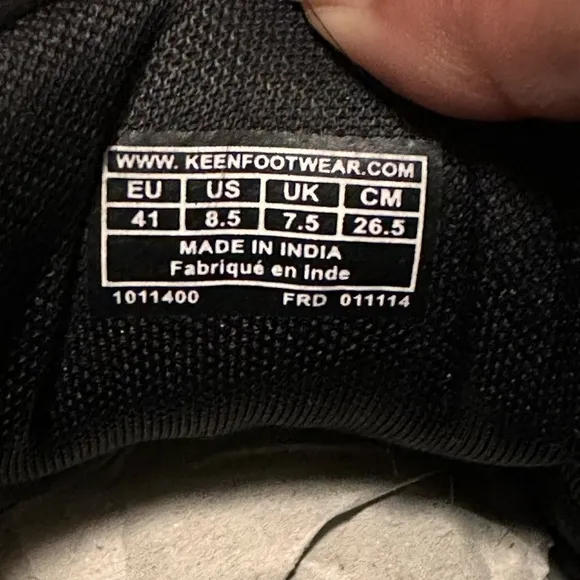 WWW. KEENFOOTWEAR.COM
EU US UK CM
41 8.5 7.5 26.5
MADE IN INDIA
Fabriqué en Inde
1011400 FRD 011114